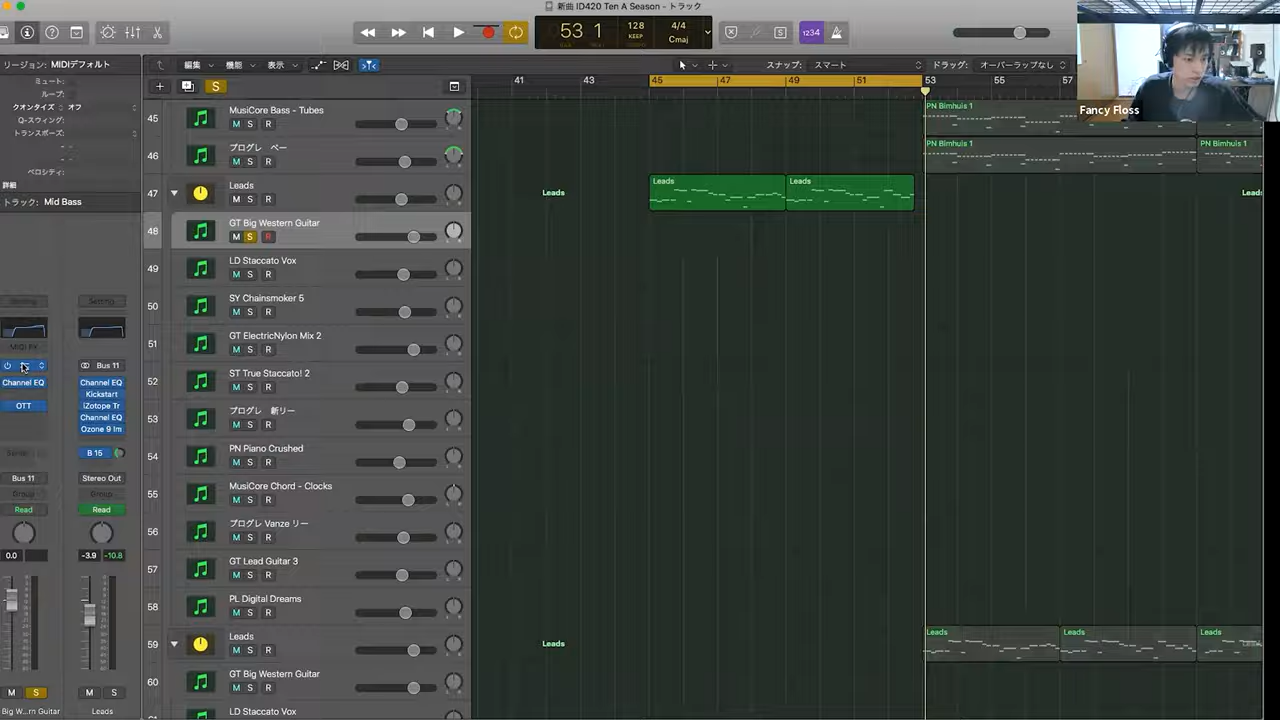 新曲 ID420 Ten A Season - トラック
53 1
128
KEEP
4/4
Cmaj
1234
リージョン: MIDIデフォルト
編集
機能
表示
スナップ: スマート
ドラッグ: オーバーラップなし
ミュート:
ループ:
クオンタイズ オフ
Q-スウィング:
トランスポーズ:
ベロシティ:
詳細
トラック: Mid Bass
S
41 43 45 47 49 51 53 55 57
Fancy Floss
45 MusiCore Bass - Tubes
M S R
PN Bimhuis 1
46 プログレ　ベー
M S R
PN Bimhuis 1
PN Bimhuis 1
47 Leads
M S R
Leads
Leads
Leads
Leads
48 GT Big Western Guitar
M S R
49 LD Staccato Vox
M S R
50 SY Chainsmoker 5
M S R
51 GT ElectricNylon Mix 2
M S R
52 ST True Staccato! 2
M S R
53 プログレ　新リー
M S R
54 PN Piano Crushed
M S R
55 MusiCore Chord - Clocks
M S R
56 プログレ Vanze リー
M S R
57 GT Lead Guitar 3
M S R
58 PL Digital Dreams
M S R
59 Leads
M S R
Leads
Leads
Leads
Leads
60 GT Big Western Guitar
M S R
LD Staccato Vox
Setting
MIDI FX
Bus 11
Channel EQ
OTT
Channel EQ
Kickstart
iZotope Tr
Channel EQ
Ozone 9 Im
B 15
Bus 11
Stereo Out
Group
Group
Read
Read
0.0
-3.9 -10.8
M S
M S
Big W...rn Guitar
Leads